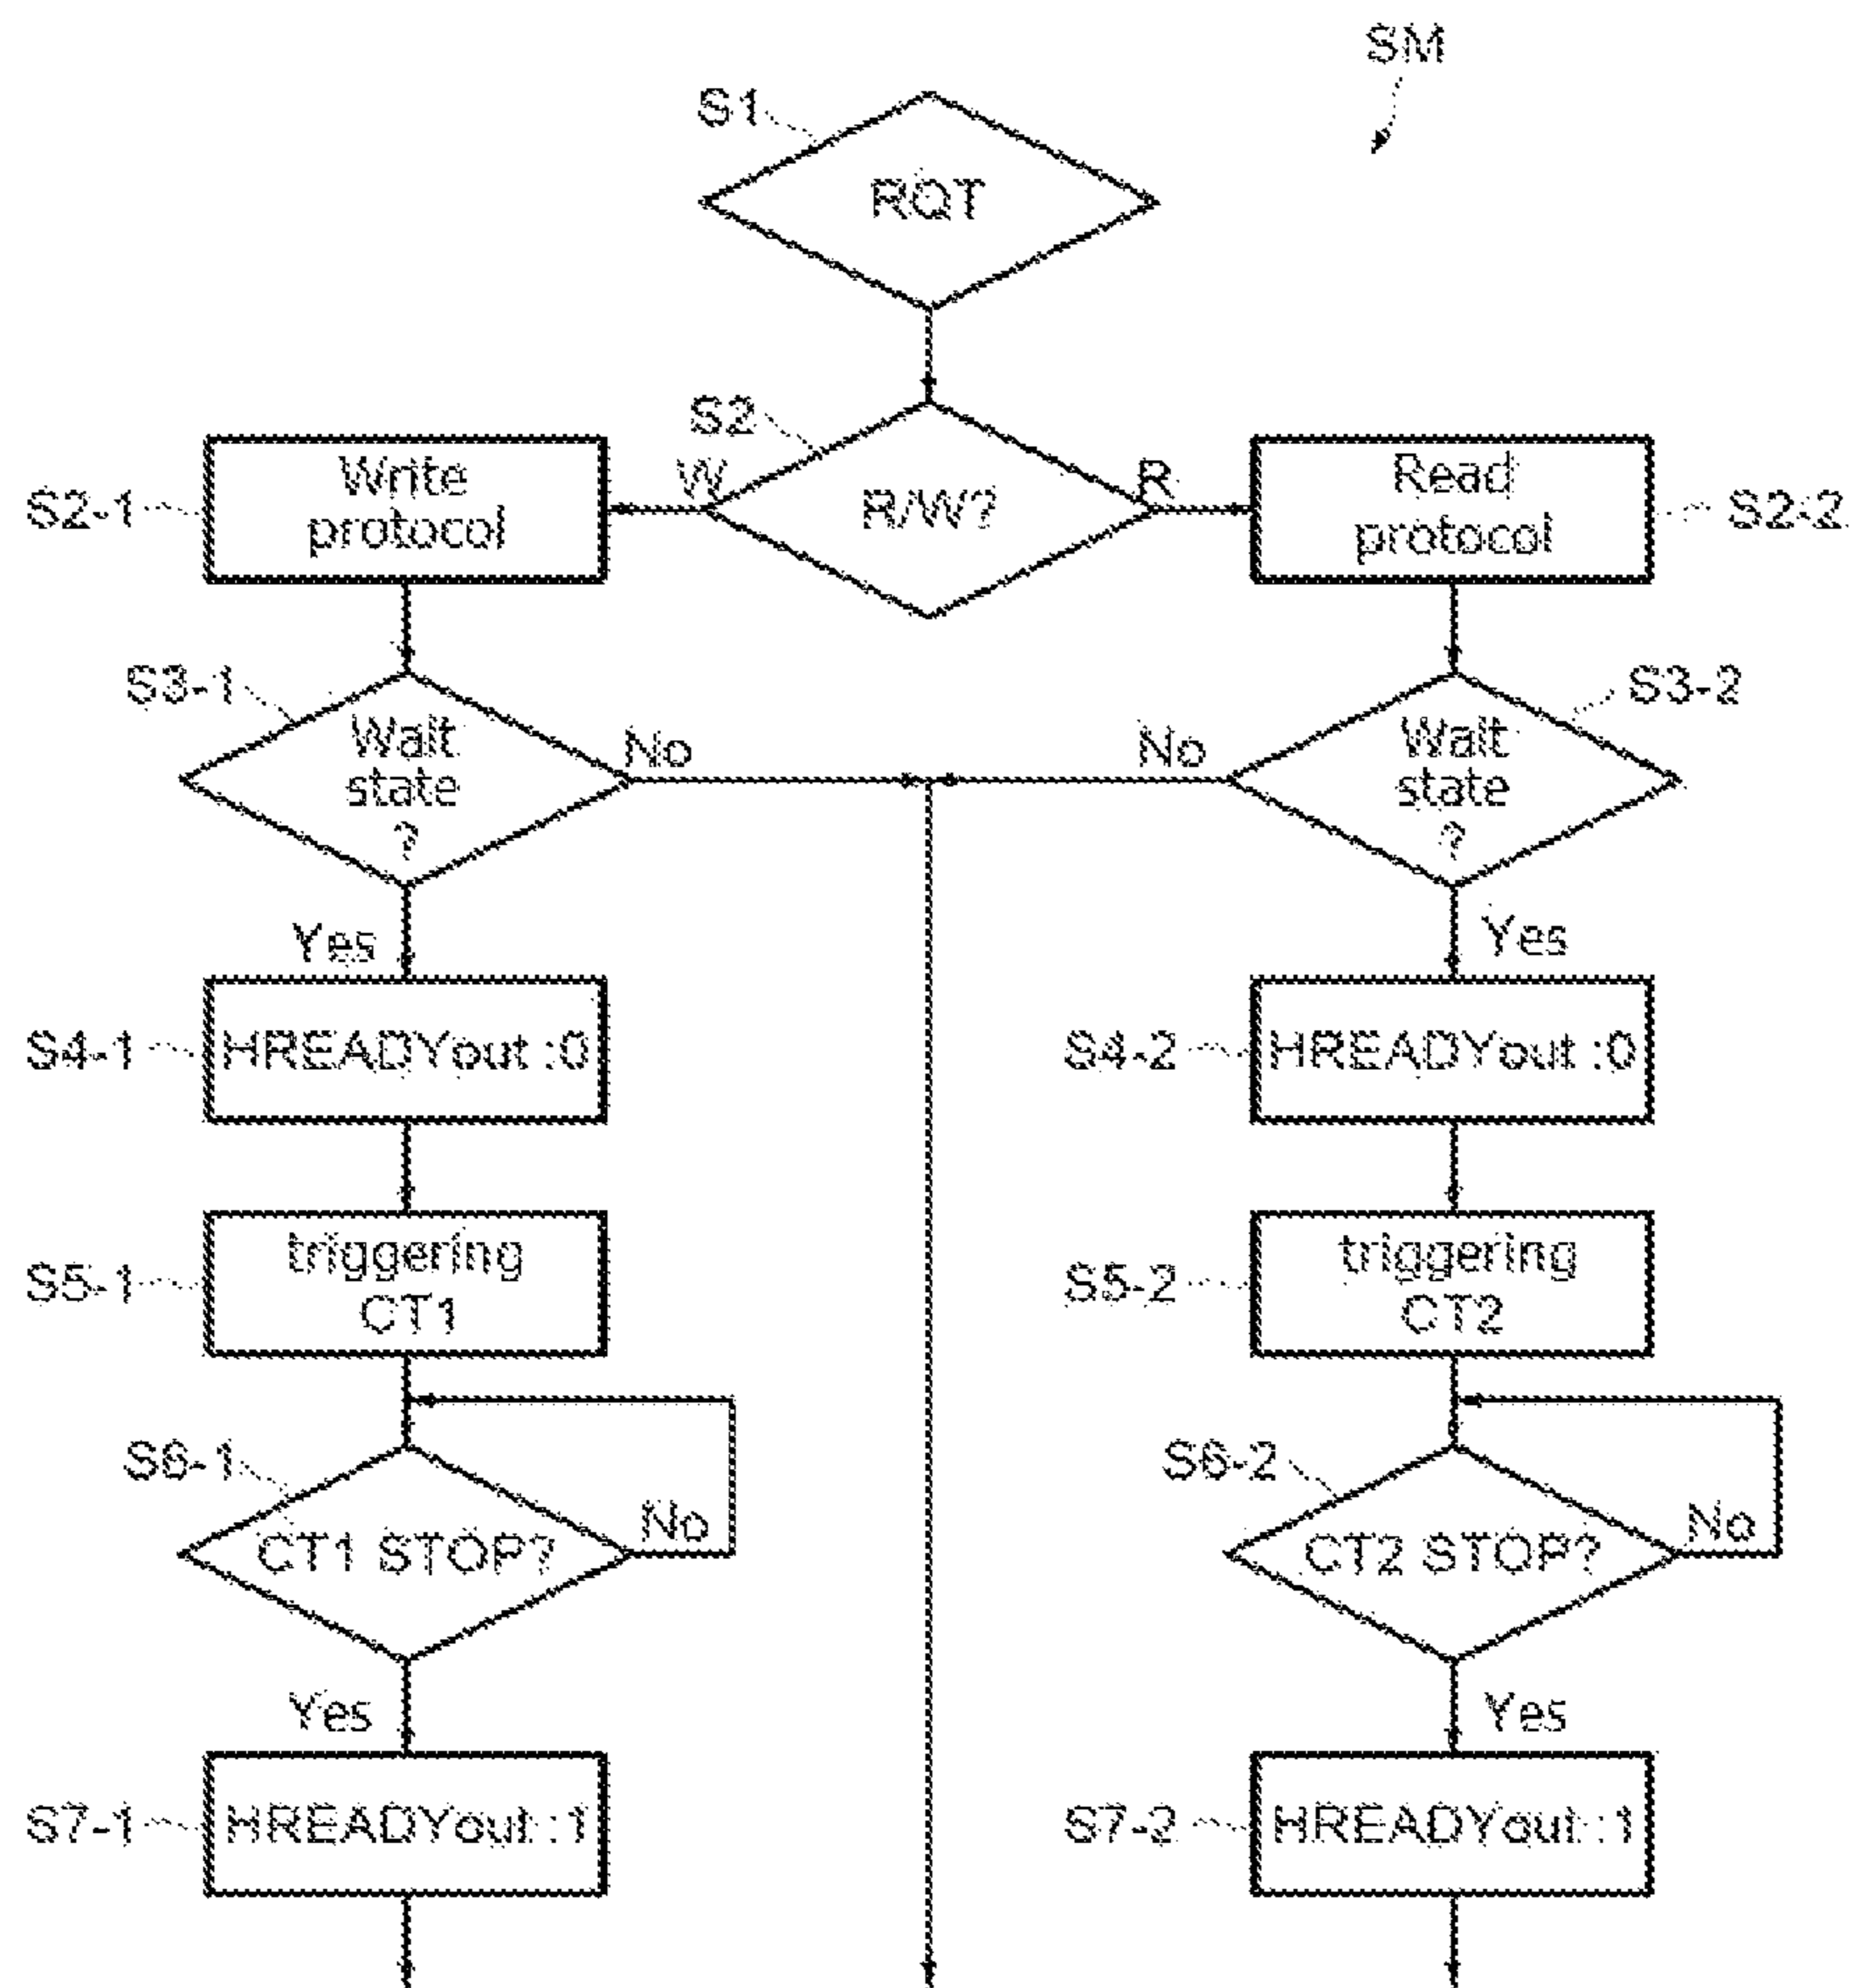 SM
S1
RQT
S2
W
R/W?
R
Write
protocol
S2-1
Read
protocol
S2-2
S3-1
Wait
state
?
No
No
Wait
state
?
S3-2
Yes
Yes
S4-1
HREADYout :0
S4-2
HREADYout :0
S5-1
triggering
CT1
S5-2
triggering
CT2
S6-1
CT1 STOP?
No
S6-2
CT2 STOP?
No
Yes
Yes
S7-1
HREADYout :1
S7-2
HREADYout :1